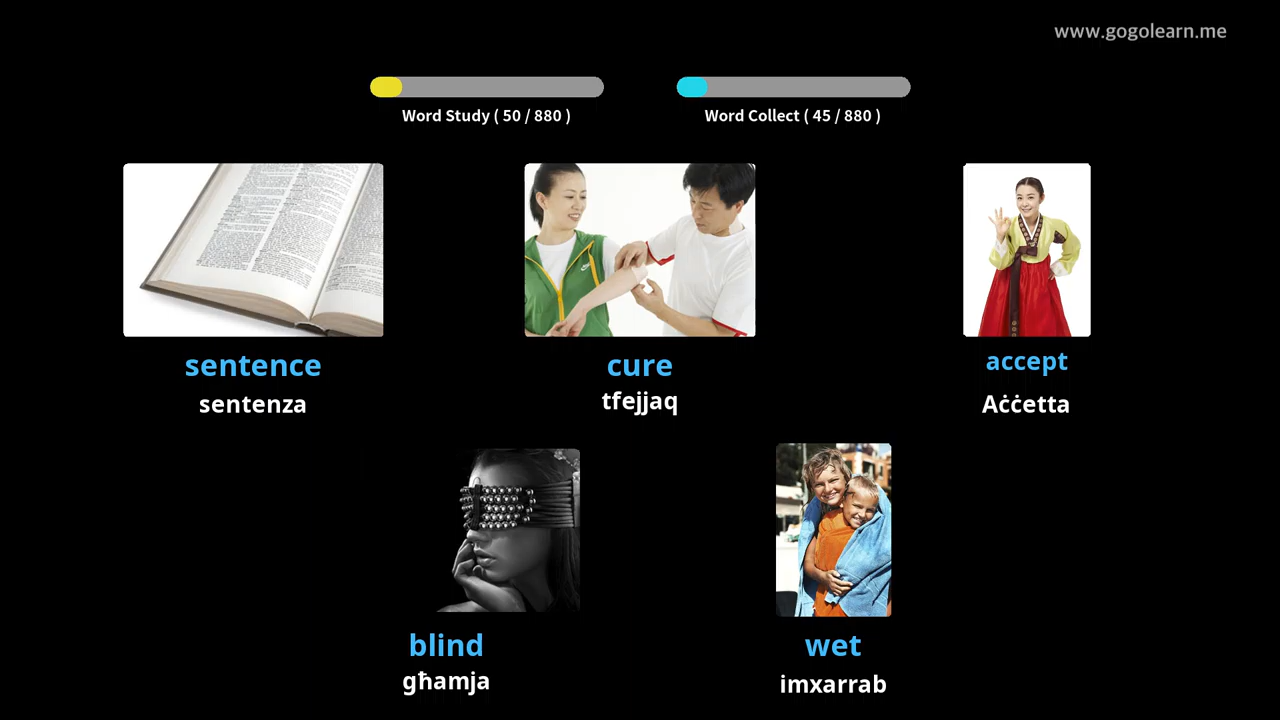 www.gogolearn.me
Word Study ( 50 / 880 )
Word Collect ( 45 / 880 )
sentence
sentenza
cure
tfejjaq
accept
Aċċetta
blind
għamja
wet
imxarrab